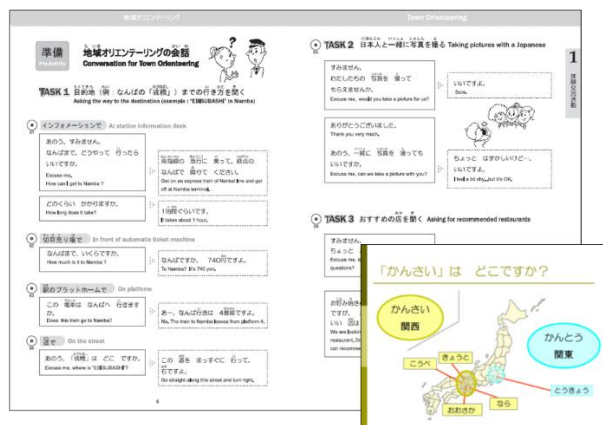 地域オリエンテーリング
準備
Productivity
地域オリエンテーリングの会話
Conversation for Town Orienteering
TASK 1 目的地(例:なんばの「戎橋」)までの行き方を聞く
Asking the way to the destination (example : "EBISUBASHI" in Namba)
インフォメーションで At station information desk
あのう、すみません。
なんばまで、どうやって 行ったら
いいですか。
Excuse me,
How can I get to Namba ?
南海線の 急行に 乗って、終点の
なんばで 降りて ください。
Get on an express train of Nankai line and get
off at Namba terminal.
どのくらい かかりますか。
How long does it take?
1時間ぐらいです。
It takes about 1 hour.
切符売り場で In front of automatic ticket machine
なんばまで、いくらですか。
How much is it to Namba ?
なんばですか、 740円ですよ。
To Namba? It's 740 yen.
駅のプラットホームで On platform
この 電車は なんばへ 行きます
か。
Does this train go to Namba?
あー、なんば行きは 4番線ですよ。
No, The train to Namba leaves from platform 4.
道で On the street
あのう、「戎橋」は どこ ですか。
Excuse me, where is "EBISUBASHI"?
この 道を まっすぐに 行って、
右ですよ。
Go straight along this street and turn right.
4
Town Orienteering
TASK 2 日本人と一緒に写真を撮る Taking pictures with a Japanese
すみません。
わたしたちの 写真を 撮って
もらえませんか。
Excuse me, would you take a picture for us?
いいですよ。
Sure.
ありがとうございました。
Thank you very much.
あのう、一緒に 写真を 撮っても
いいですか。
Excuse me, can we take a picture with you?
ちょっと はずかしいけど…
いいですよ。
I feel a bit shy, but it's OK.
TASK 3 おすすめの店を聞く Asking for recommended restaurants
すみません。
ちょっと
questions?
ですが、
いい 店は
We are looking
restaurant,
can recommend
1
「かんさい」は どこですか?
かんさい
関西
かんとう
関東
こうべ
きょうと
とうきょう
なら
おおさか